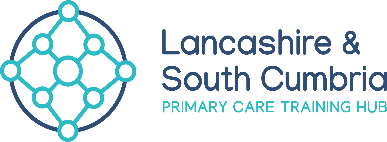 Lancashire &
South Cumbria
PRIMARY CARE TRAINING HUB